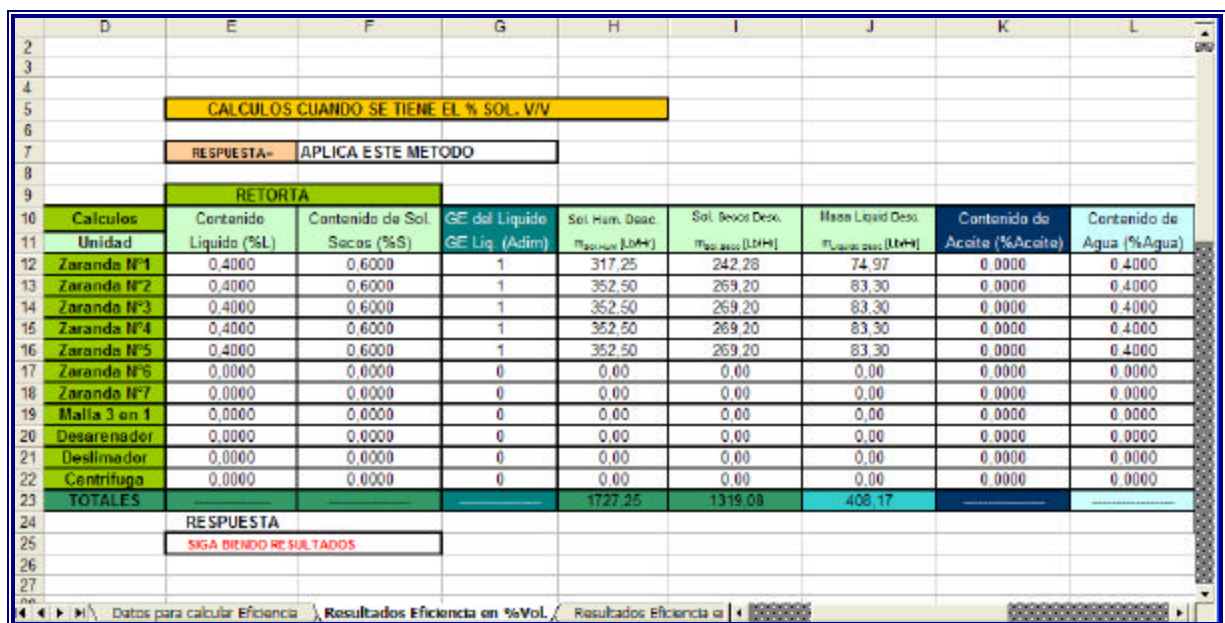 D E F G H I J K L
2
3
4
5 CALCULOS CUANDO SE TIENE EL % SOL. V/V
6
7 RESPUESTA= APLICA ESTE METODO
8
9 RETORTA
10 Calculos Contenido Contenido de Sol. GE del Liquido Sol. Hum. Desc. Sol. Secos Desc. Masa Liquid Desc. Contenido de Contenido de
11 Unidad Liquido (%L) Secos (%S) GE Liq. (Adim) [Lb/Hr] [Lb/Hr] [Lb/Hr] Aceite (%Aceite) Agua (%Agua)
12 Zaranda Nº1 0,4000 0,6000 1 317,25 242,28 74,97 0,0000 0,4000
13 Zaranda Nº2 0,4000 0,6000 1 352,50 269,20 83,30 0,0000 0,4000
14 Zaranda Nº3 0,4000 0,6000 1 352,50 269,20 83,30 0,0000 0,4000
15 Zaranda Nº4 0,4000 0,6000 1 352,50 269,20 83,30 0,0000 0,4000
16 Zaranda Nº5 0,4000 0,6000 1 352,50 269,20 83,30 0,0000 0,4000
17 Zaranda Nº6 0,0000 0,0000 0 0,00 0,00 0,00 0,0000 0,0000
18 Zaranda Nº7 0,0000 0,0000 0 0,00 0,00 0,00 0,0000 0,0000
19 Malla 3 en 1 0,0000 0,0000 0 0,00 0,00 0,00 0,0000 0,0000
20 Desarenador 0,0000 0,0000 0 0,00 0,00 0,00 0,0000 0,0000
21 Deslimador 0,0000 0,0000 0 0,00 0,00 0,00 0,0000 0,0000
22 Centrifuga 0,0000 0,0000 0 0,00 0,00 0,00 0,0000 0,0000
23 TOTALES 1727,25 1319,08 408,17
24 RESPUESTA
25 SIGA BIENDO RESULTADOS
26
27
Datos para calcular Eficiencia Resultados Eficiencia en %Vol. Resultados Eficiencia e